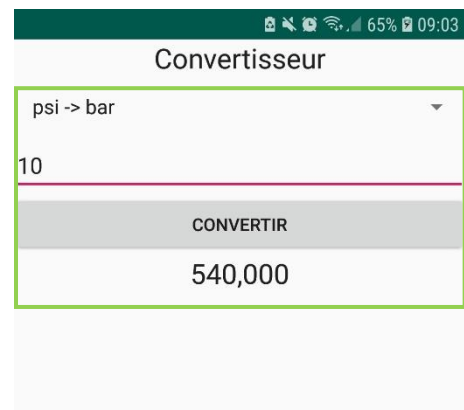 65% 09:03
Convertisseur
psi -> bar
10
CONVERTIR
540,000